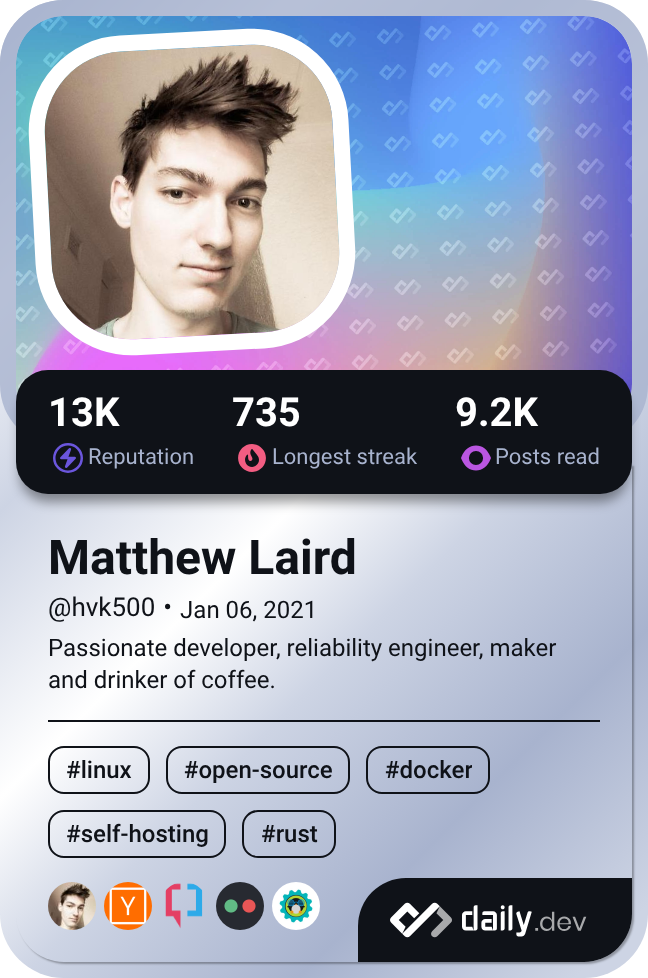 13K 735 9.2K
Reputation Longest streak Posts read
Matthew Laird
@hvk500 • Jan 06, 2021
Passionate developer, reliability engineer, maker
and drinker of coffee.
#linux #open-source #docker
#self-hosting #rust
Y
daily.dev